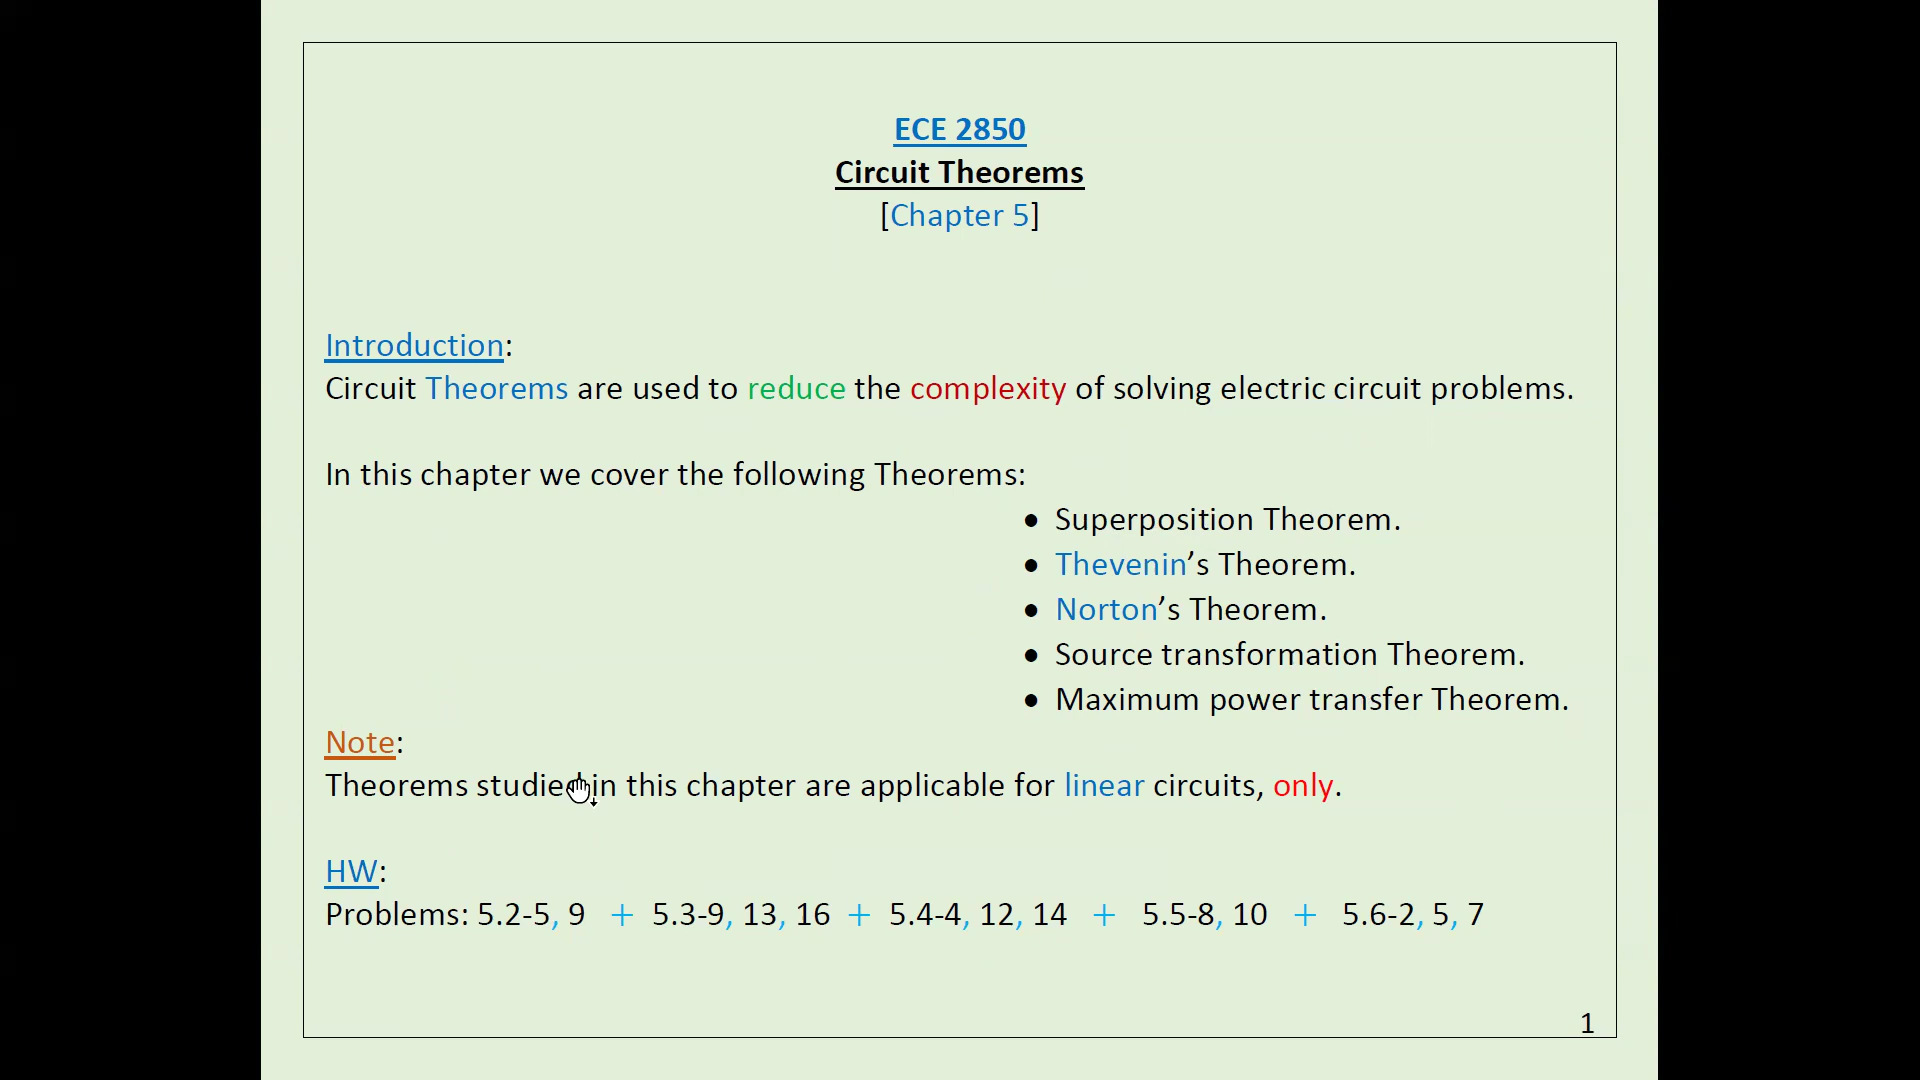 ECE 2850
Circuit Theorems
[Chapter 5]
Introduction:
Circuit Theorems are used to reduce the complexity of solving electric circuit problems.
In this chapter we cover the following Theorems:
● Superposition Theorem.
● Thevenin’s Theorem.
● Norton’s Theorem.
● Source transformation Theorem.
● Maximum power transfer Theorem.
Note:
Theorems studied in this chapter are applicable for linear circuits, only.
HW:
Problems: 5.2-5, 9 + 5.3-9, 13, 16 + 5.4-4, 12, 14 + 5.5-8, 10 + 5.6-2, 5, 7
1